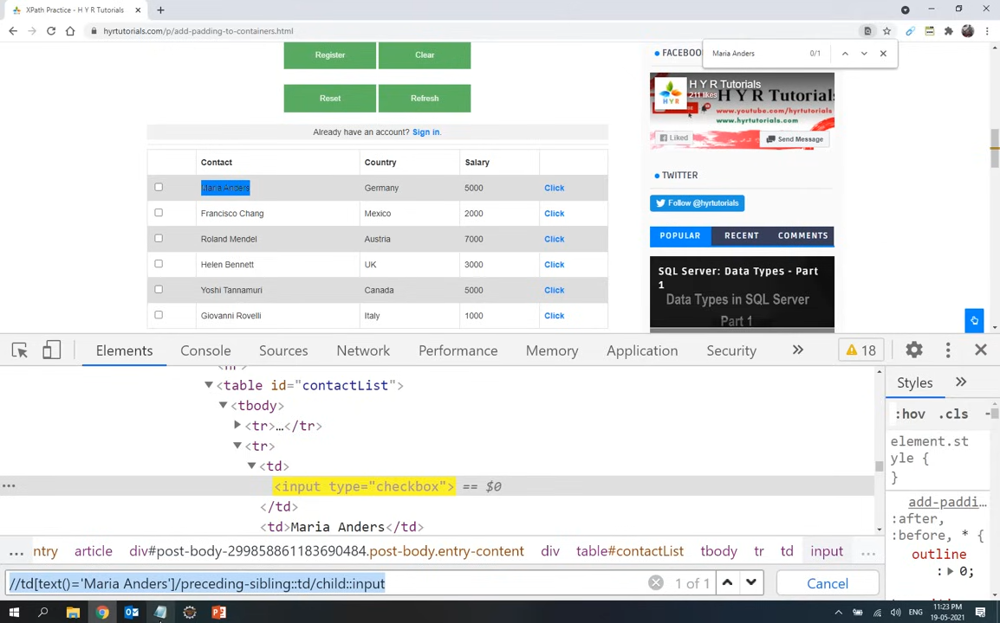 XPath Practice - H Y R Tutorials
hyrtutorials.com/p/add-padding-to-containers.html
Maria Anders 0/1
Register Clear
Reset Refresh
Already have an account? Sign in.
Contact Country Salary
Maria Anders Germany 5000 Click
Francisco Chang Mexico 2000 Click
Roland Mendel Austria 7000 Click
Helen Bennett UK 3000 Click
Yoshi Tannamuri Canada 5000 Click
Giovanni Rovelli Italy 1000 Click
FACEBOO
H Y R Tutorials
211 likes
H Y R Tutorials
HYR
www.youtube.com/hyrtutorials
www.hyrtutorials.com
Liked Send Message
TWITTER
Follow @hyrtutorials
POPULAR RECENT COMMENTS
SQL Server: Data Types - Part
1
Data Types in SQL Server
Part 1
Elements Console Sources Network Performance Memory Application Security » 18
<table id="contactList">
<tbody>
<tr>…</tr>
<tr>
<td>
<input type="checkbox"> == $0
</td>
<td>Maria Anders</td>
Styles »
:hov .cls
element.st
yle {
}
add-paddi…
:after,
:before, * {
outline
: 0;
... ntry article div#post-body-299858861183690484.post-body.entry-content div table#contactList tbody tr td input ...
//td[text()='Maria Anders']/preceding-sibling::td/child::input 1 of 1 Cancel
ENG 11:23 PM
19-05-2021